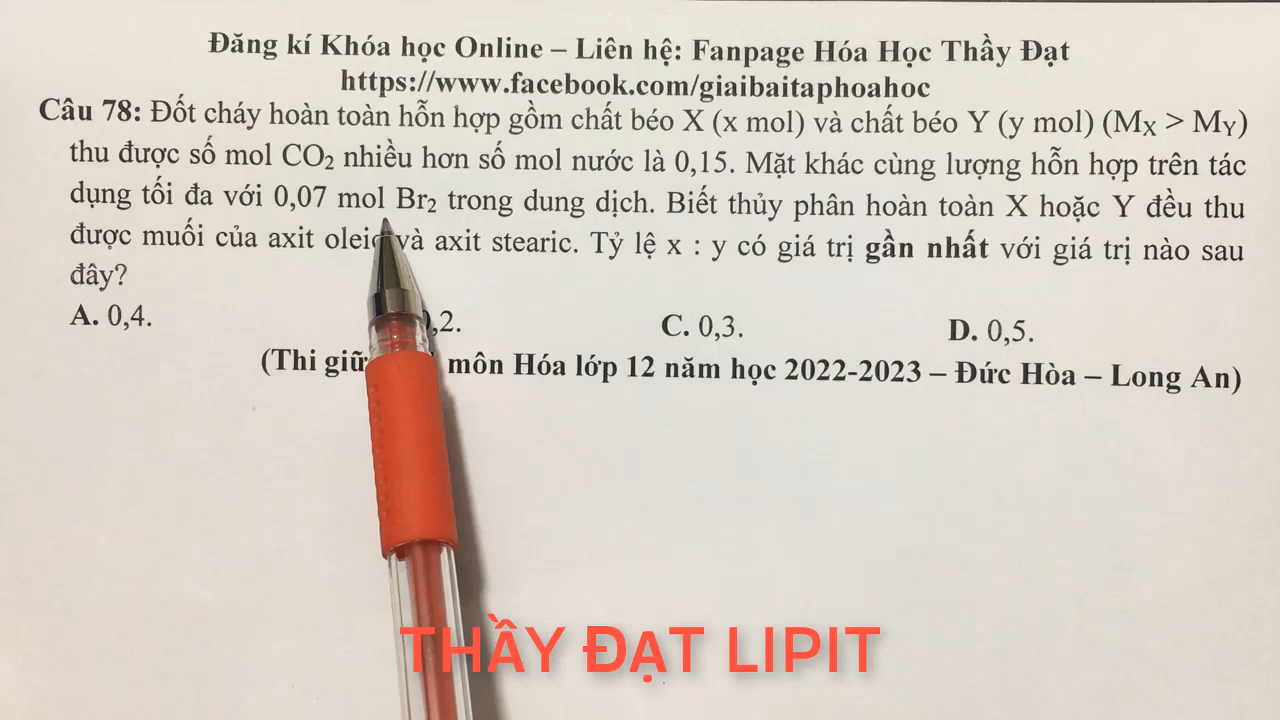 Đăng kí Khóa học Online – Liên hệ: Fanpage Hóa Học Thầy Đạt
https://www.facebook.com/giaibaitaphoahoc
Câu 78: Đốt cháy hoàn toàn hỗn hợp gồm chất béo X (x mol) và chất béo Y (y mol) (M₍X₎ > M₍Y₎)
thu được số mol CO₂ nhiều hơn số mol nước là 0,15. Mặt khác cùng lượng hỗn hợp trên tác
dụng tối đa với 0,07 mol Br₂ trong dung dịch. Biết thủy phân hoàn toàn X hoặc Y đều thu
được muối của axit oleic và axit stearic. Tỷ lệ x : y có giá trị gần nhất với giá trị nào sau
đây?
A. 0,4. 0,2. C. 0,3. D. 0,5.
(Thi giữ môn Hóa lớp 12 năm học 2022-2023 – Đức Hòa – Long An)
THẦY ĐẠT LIPIT